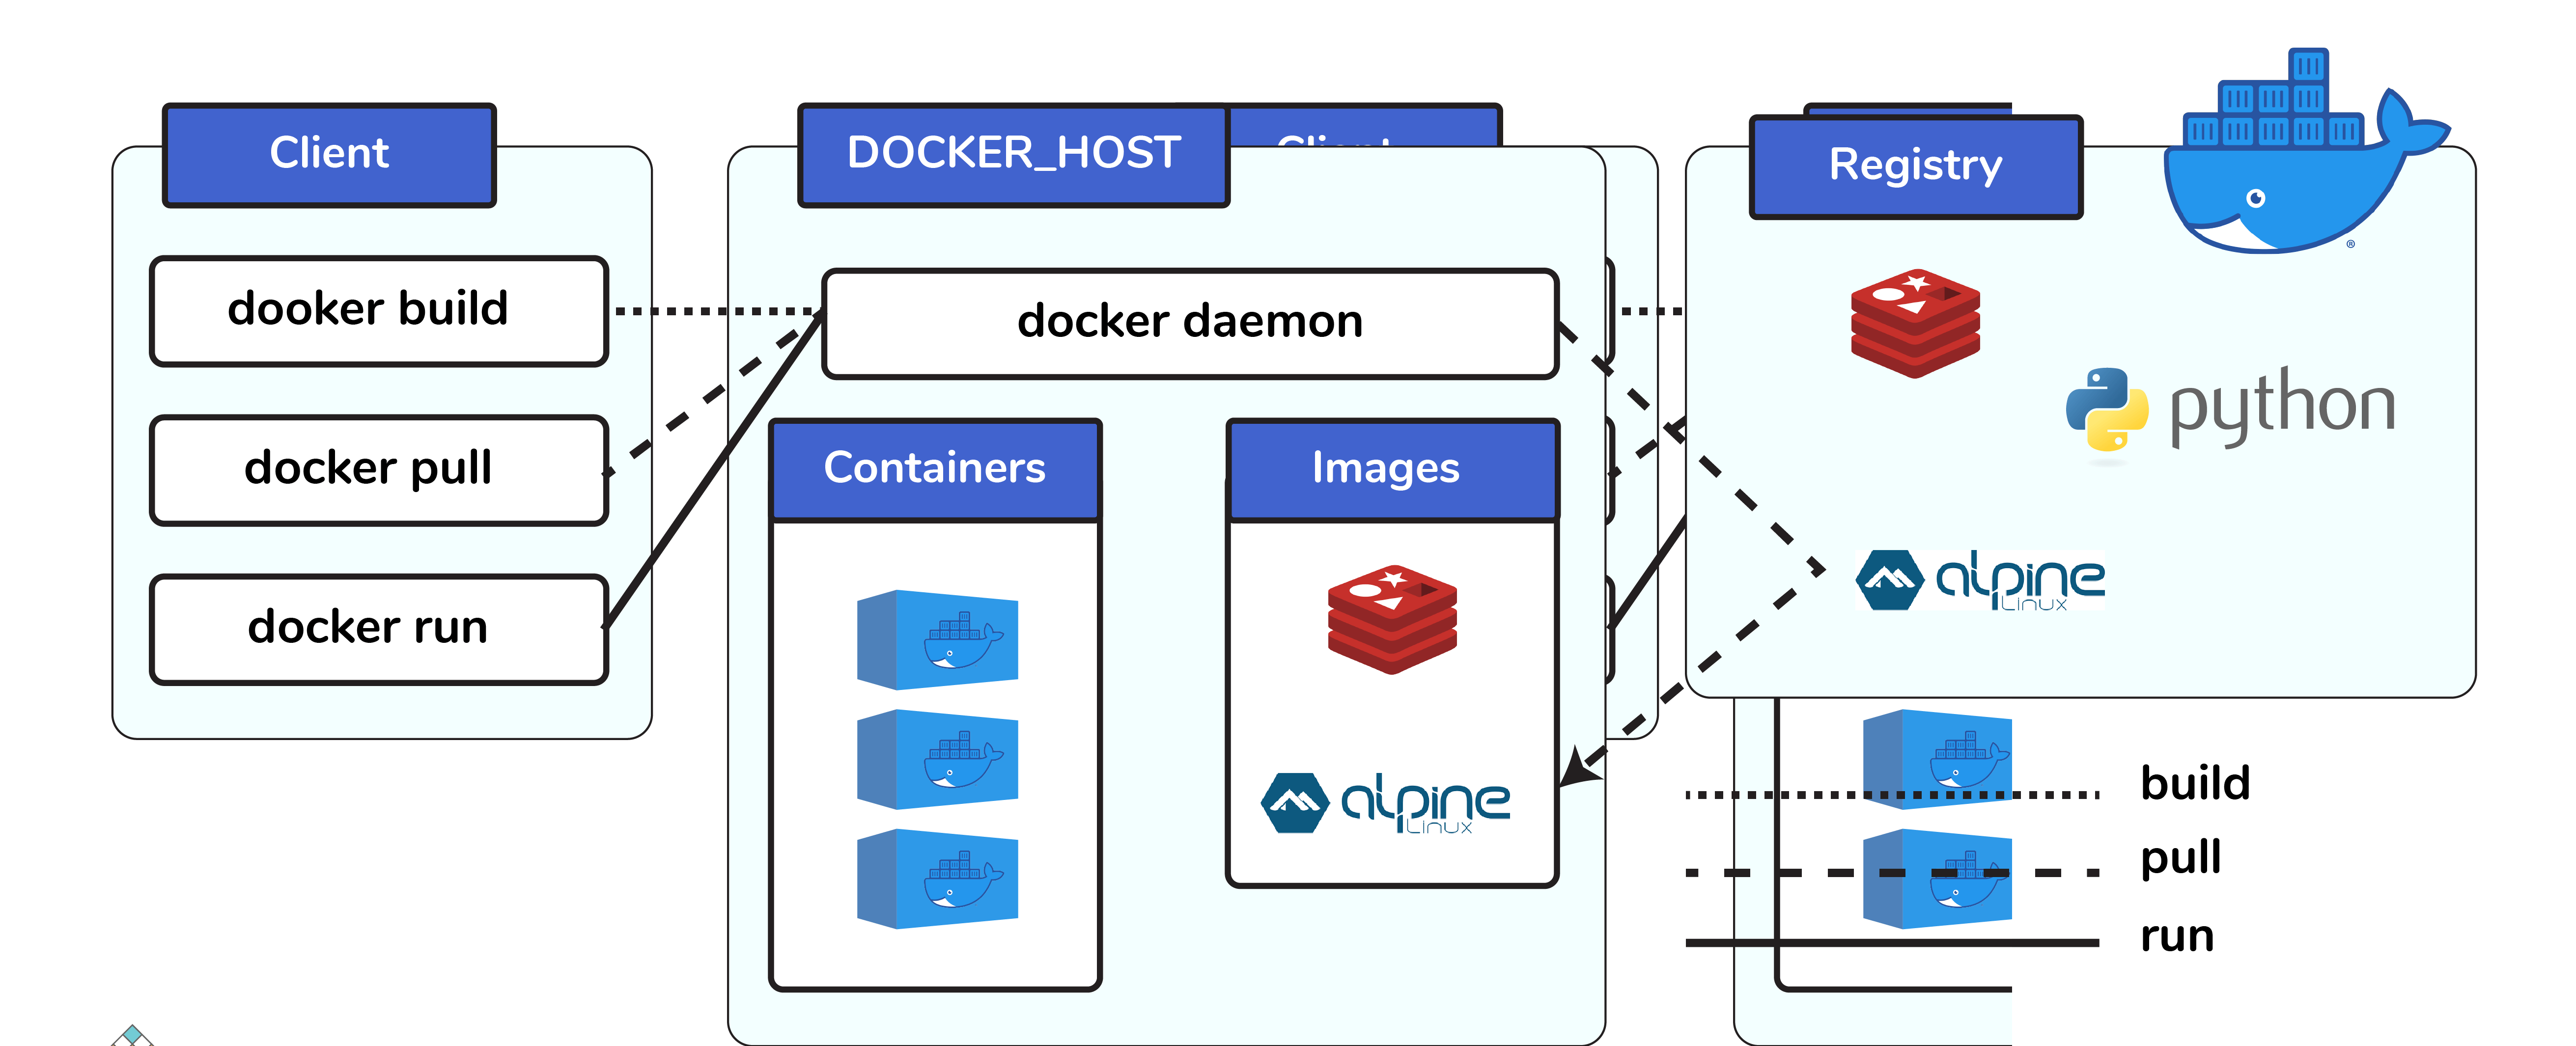 Client
dooker build
docker pull
docker run
DOCKER_HOST
Client
docker daemon
Containers
Images
alpine
Linux
Registry
®
python
alpine
Linux
build
pull
run